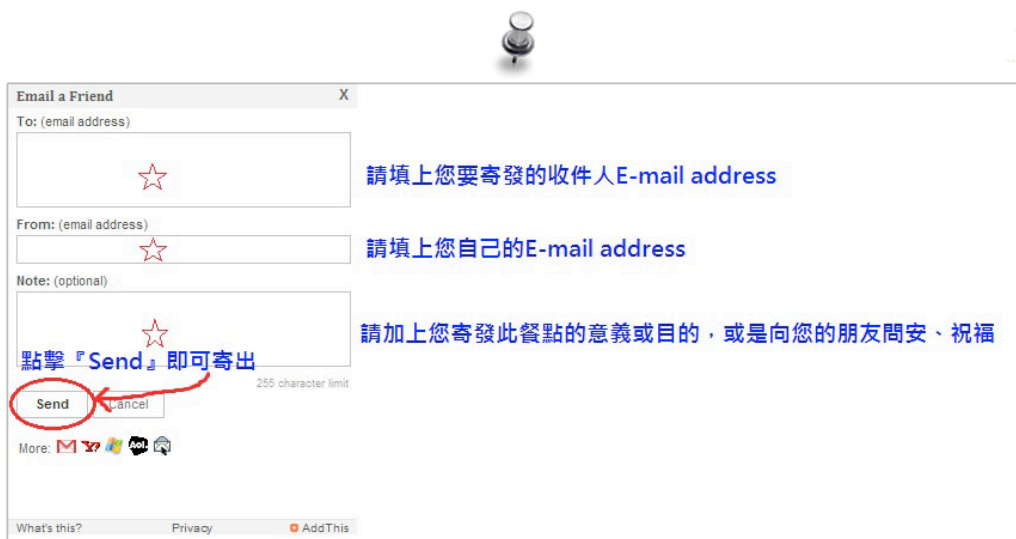 Email a Friend X
To: (email address)
請填上您要寄發的收件人E-mail address
From: (email address)
請填上您自己的E-mail address
Note: (optional)
請加上您寄發此餐點的意義或目的，或是向您的朋友問安、祝福
點擊『Send』即可寄出
255 character limit
Send Cancel
More: Y? Aol.
What's this? Privacy AddThis